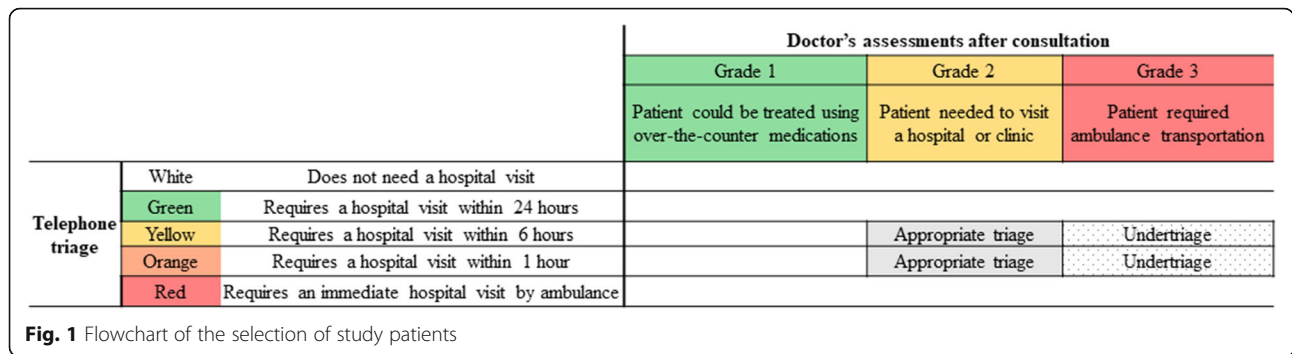 Doctor's assessments after consultation
Grade 1 Grade 2 Grade 3
Patient could be treated using over-the-counter medications
Patient needed to visit a hospital or clinic
Patient required ambulance transportation
Telephone triage
White Does not need a hospital visit
Green Requires a hospital visit within 24 hours
Yellow Requires a hospital visit within 6 hours Appropriate triage Undertriage
Orange Requires a hospital visit within 1 hour Appropriate triage Undertriage
Red Requires an immediate hospital visit by ambulance
Fig. 1 Flowchart of the selection of study patients